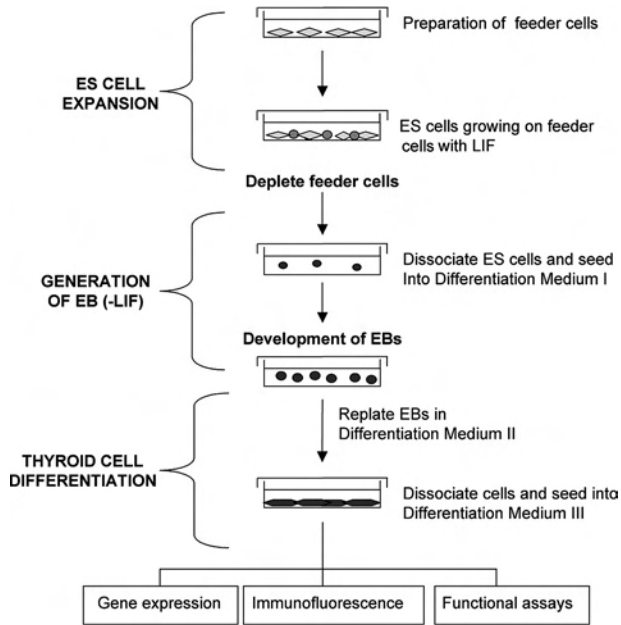 Preparation of feeder cells
ES CELL
EXPANSION
ES cells growing on feeder
cells with LIF
Deplete feeder cells
Dissociate ES cells and seed
Into Differentiation Medium I
GENERATION
OF EB (-LIF)
Development of EBs
Replate EBs in
Differentiation Medium II
THYROID CELL
DIFFERENTIATION
Dissociate cells and seed into
Differentiation Medium III
Gene expression
Immunofluorescence
Functional assays